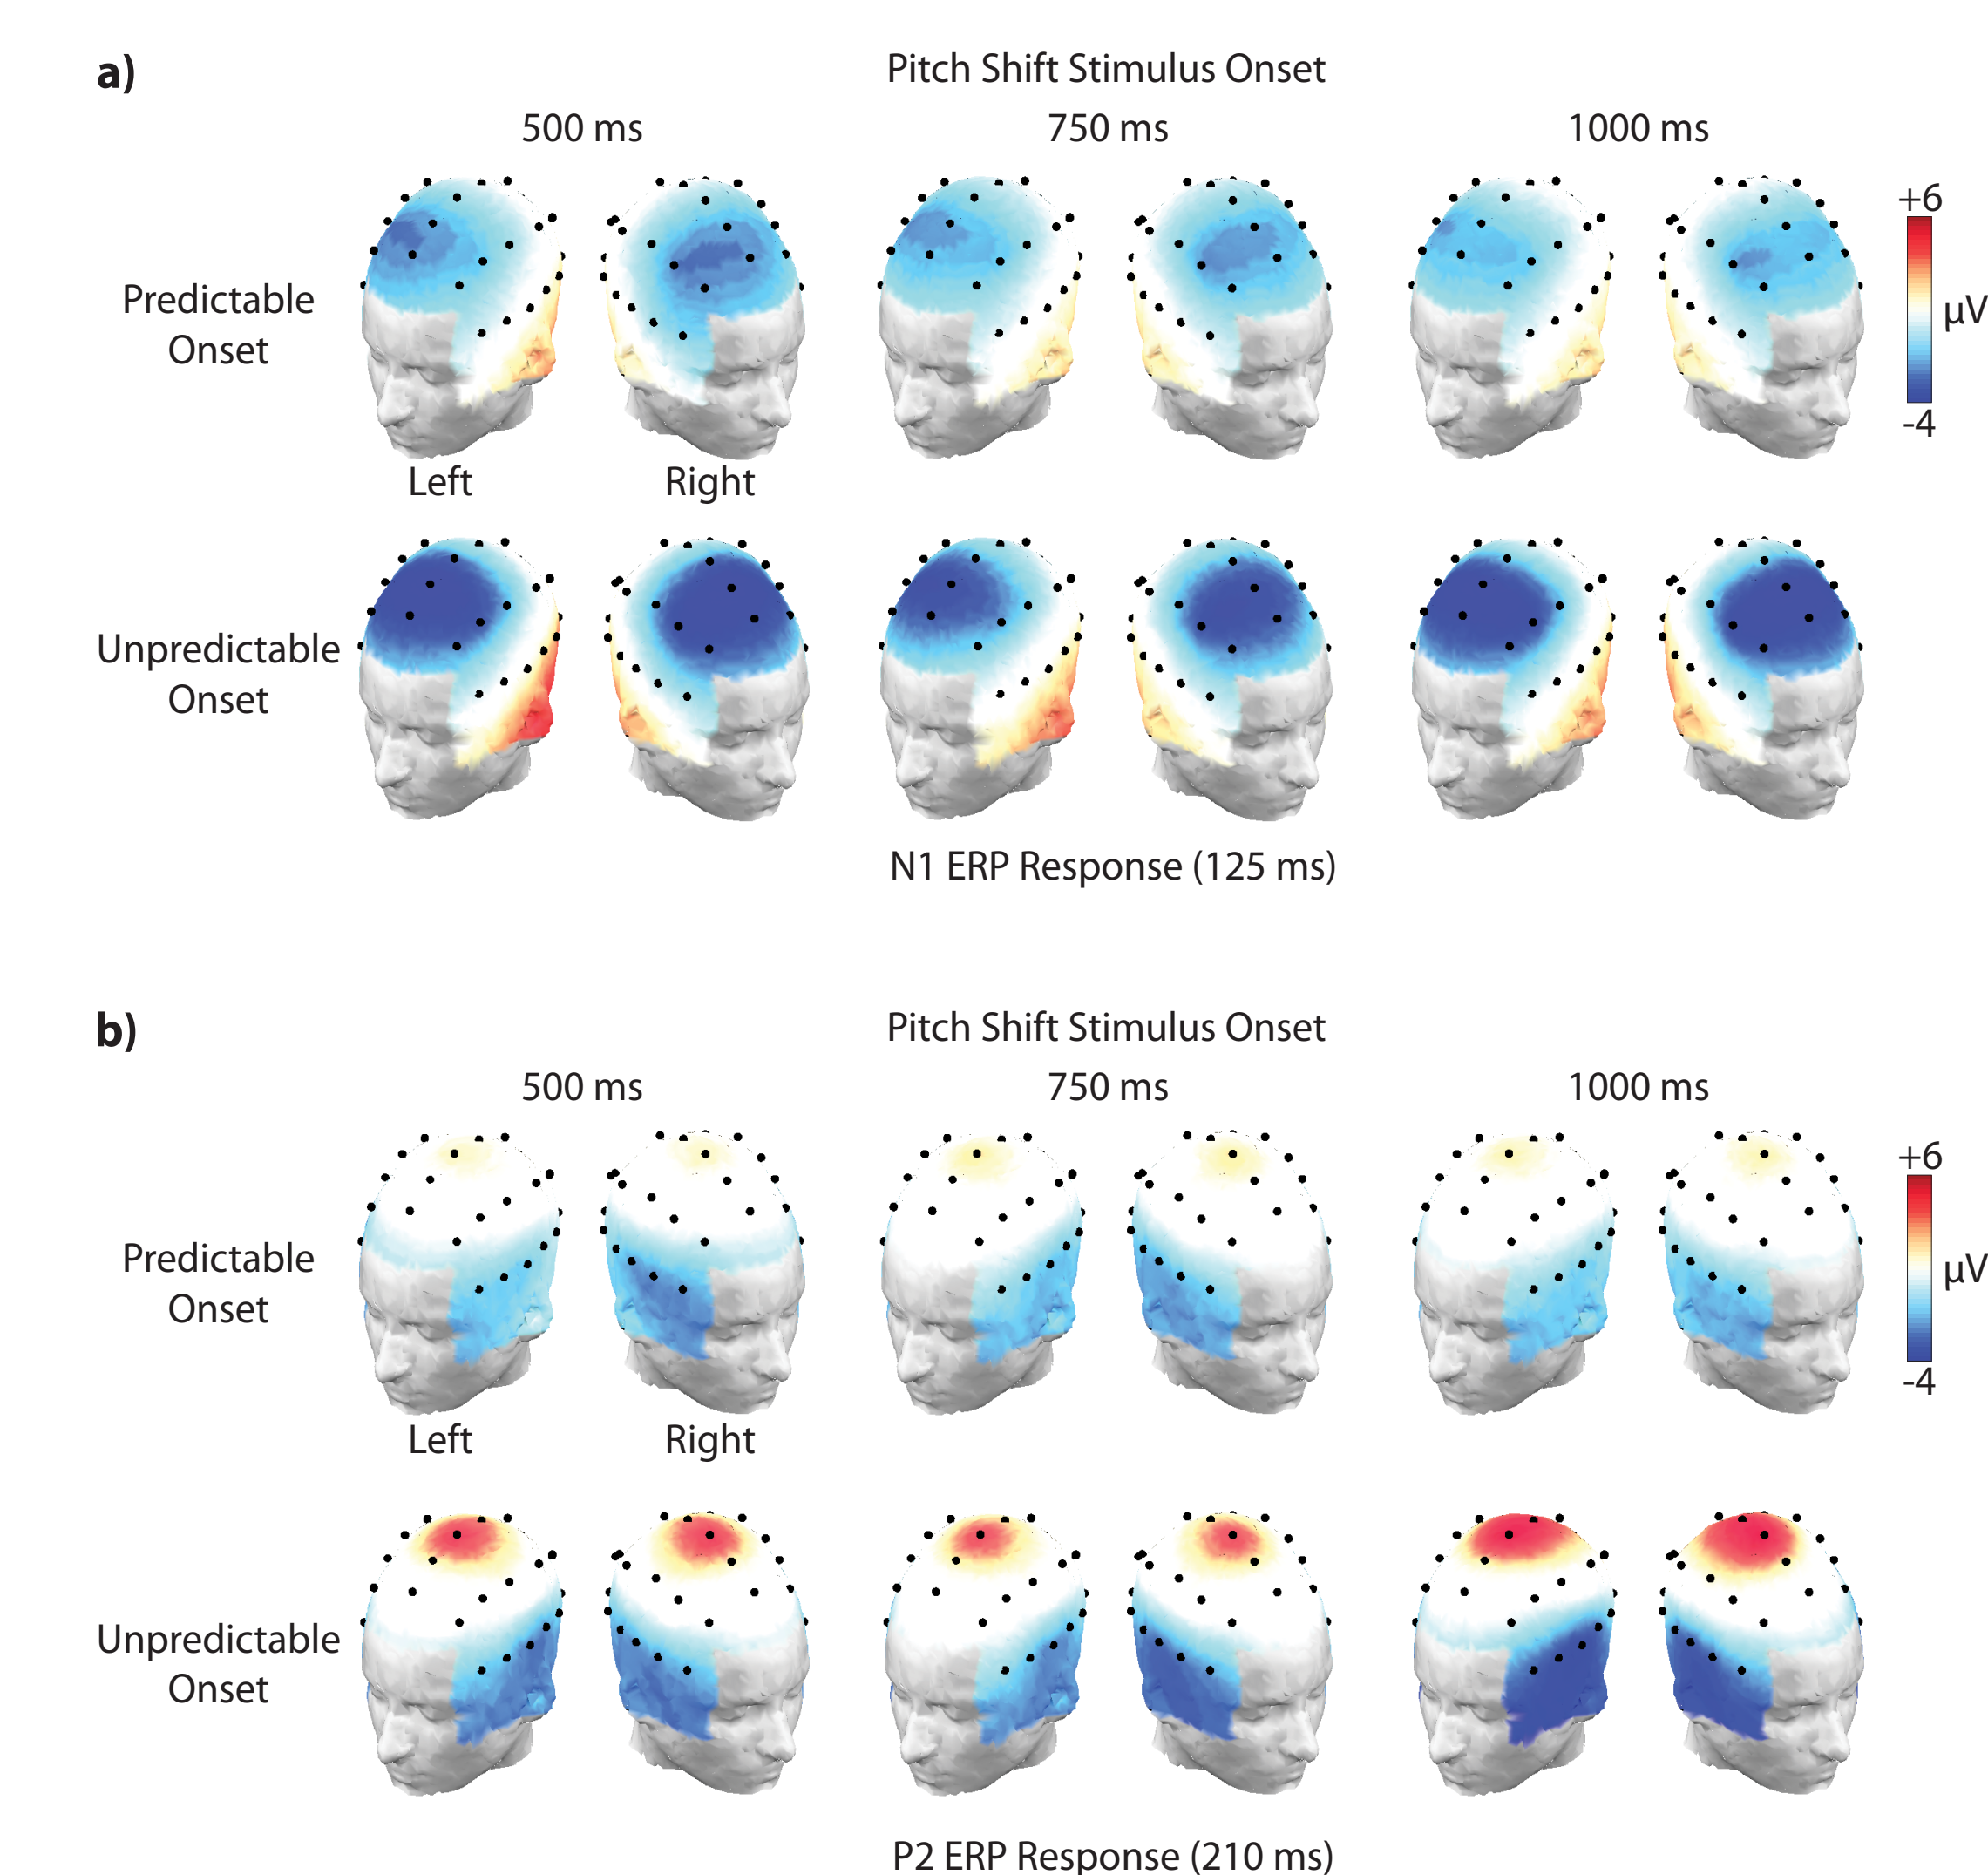 a)
Pitch Shift Stimulus Onset
500 ms
750 ms
1000 ms
+6
µV
-4
Predictable
Onset
Left
Right
Unpredictable
Onset
N1 ERP Response (125 ms)
b)
Pitch Shift Stimulus Onset
500 ms
750 ms
1000 ms
+6
µV
-4
Predictable
Onset
Left
Right
Unpredictable
Onset
P2 ERP Response (210 ms)